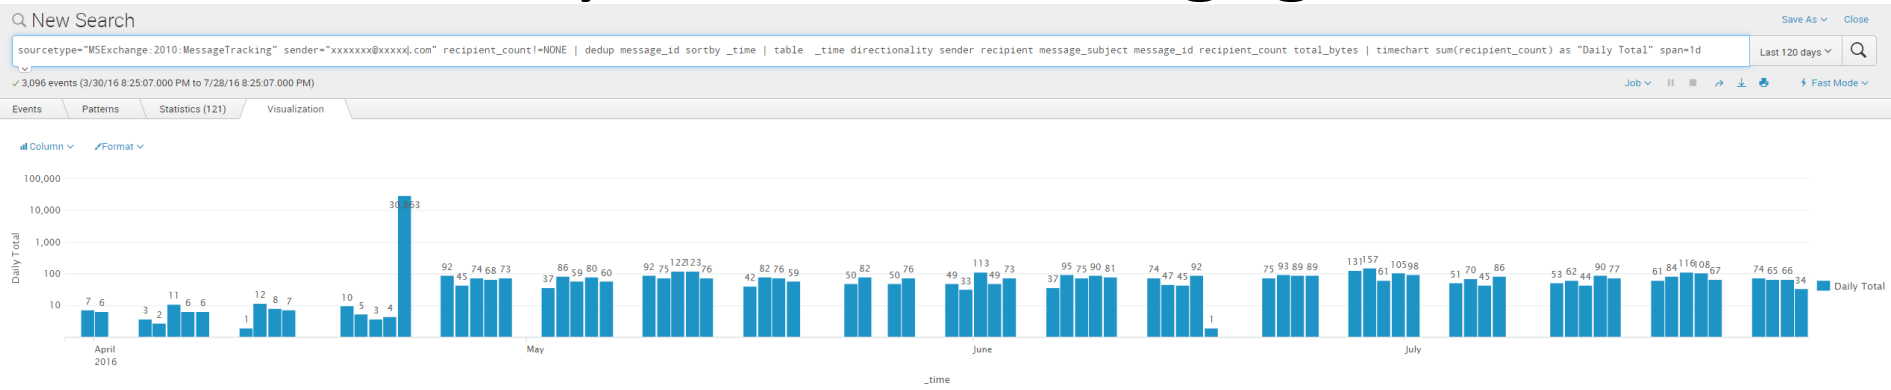 New Search
Save As Close
sourcetype="MSExchange:2010:MessageTracking" sender="xxxxxxx@xxxxx.com" recipient_count!=NONE | dedup message_id sortby _time | table _time directionality sender recipient message_subject message_id recipient_count total_bytes | timechart sum(recipient_count) as "Daily Total" span=1d
Last 120 days
3,096 events (3/30/16 8:25:07.000 PM to 7/28/16 8:25:07.000 PM)
Job Fast Mode
Events Patterns Statistics (121) Visualization
Column Format
100,000
10,000
1,000
100
10
Daily Total
7 6 3 2 11 6 6 1 12 8 7 10 5 3 4 30,653 92 45 74 68 73 37 86 59 80 60 92 75 122 123 76 42 82 76 59 50 82 50 76 49 33 113 49 73 37 95 75 90 81 74 47 45 92 1 75 93 89 89 131 157 61 105 98 51 70 45 86 53 62 44 90 77 61 84 116 108 67 74 65 66 34
Daily Total
April May June July
2016
_time